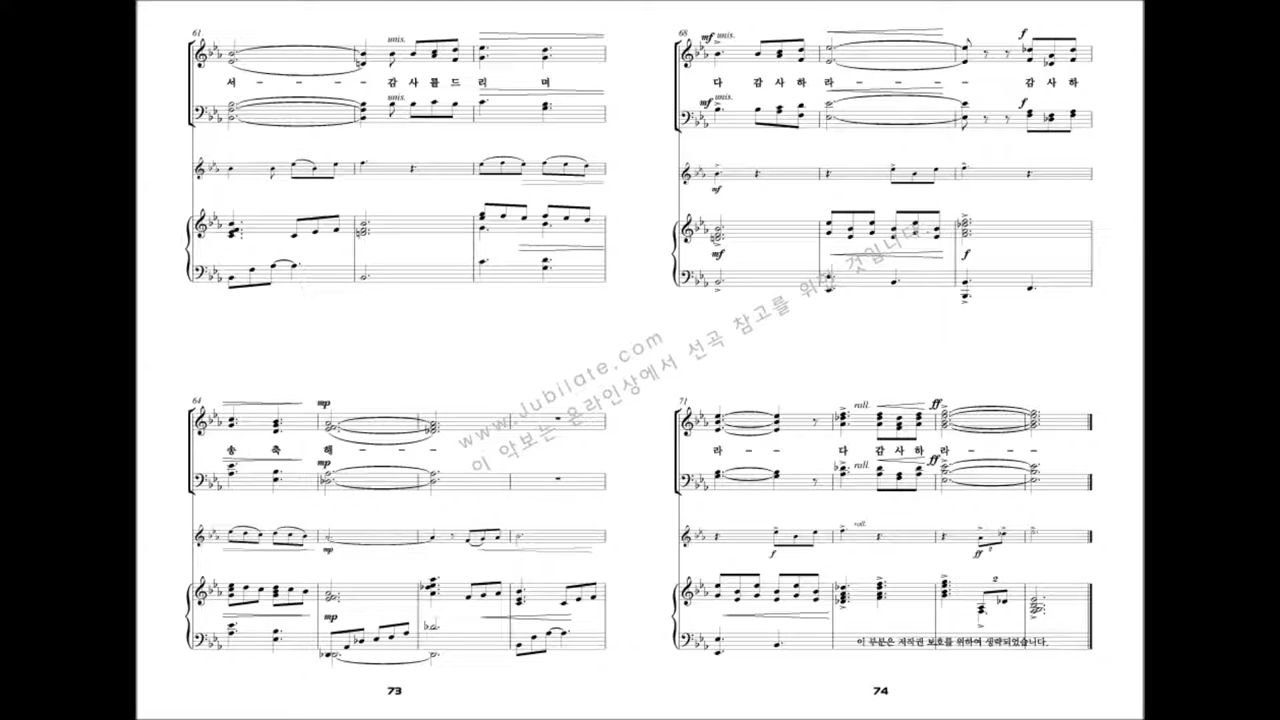 61
unis.
서 - - - - 감 사 를 드 리 며
unis.
64
mp
송 축 해 - - - -
mp
mp
mp
73
68
mf unis. f
다 감 사 하 라 - - - - 감 사 하
mf unis. f
mf
mf f
71
rall. ff
라 - - 다 감 사 하 라 - - - -
rall. ff
rall.
f ff 2
2
이 부분은 저작권 보호를 위하여 생략되었습니다.
74
www.Jubilate.com
이 악보는 온라인상에서 선곡 참고를 위한 것입니다.